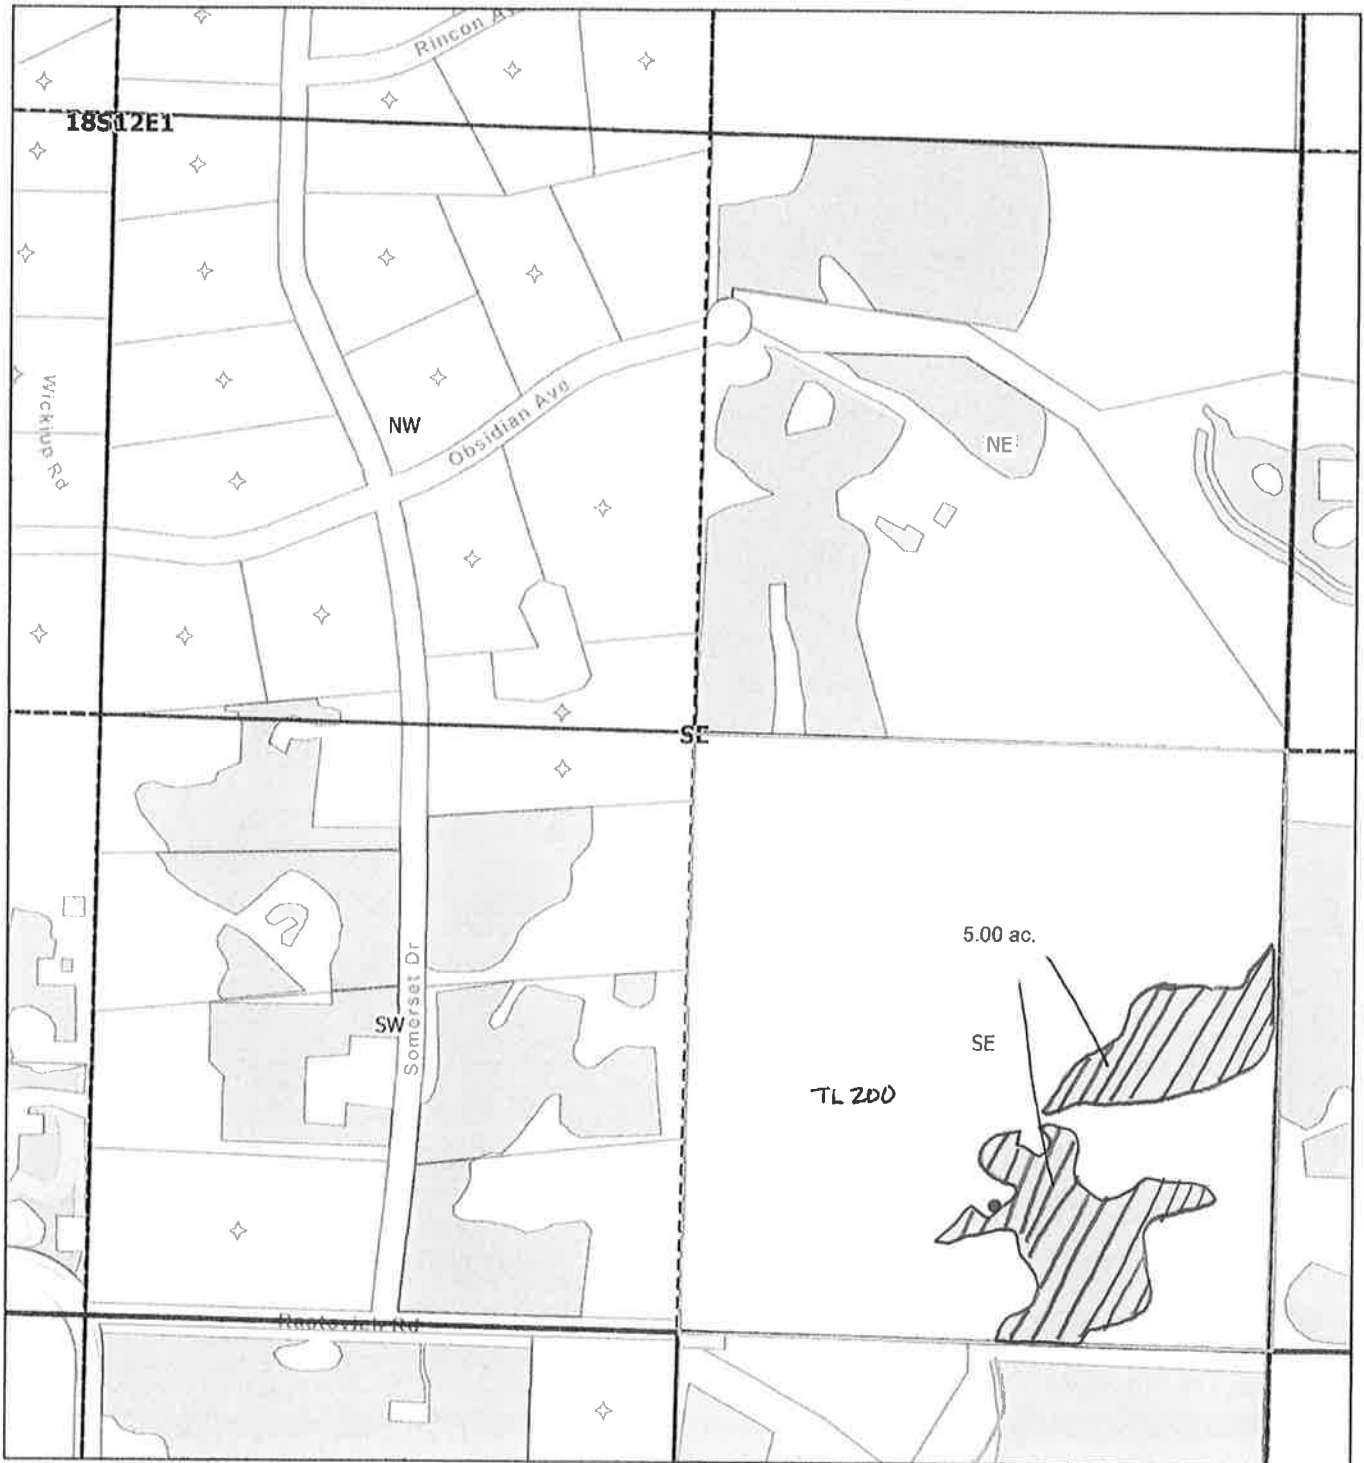 Rincon Av
18S12E1
Wickiup Rd
NW
Obsidian Ave
NE
SE
5.00 ac.
Somerset Dr
SW
SE
TL 200
Rd